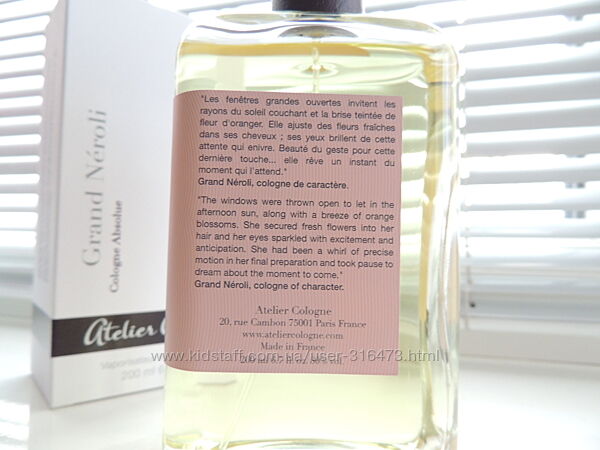 "Les fenêtres grandes ouvertes invitent les
rayons du soleil couchant et la brise teintée de
fleur d'oranger. Elle ajuste des fleurs fraîches
dans ses cheveux ; ses yeux brillent de cette
attente qui enivre. Beauté du geste pour cette
dernière touche... elle rêve un instant du
moment qui l'attend."
Grand Néroli, cologne de caractère.
"The windows were thrown open to let in the
afternoon sun, along with a breeze of orange
blossoms. She secured fresh flowers into her
hair and her eyes sparkled with excitement and
anticipation. She had been a whirl of precise
motion in her final preparation and took pause to
dream about the moment to come."
Grand Néroli, cologne of character.
Atelier Cologne
20, rue Cambon 75001 Paris France
www.ateliercologne.com
Made in France
200 ml 6.7 fl.oz. vol.
Grand Néroli
Cologne Absolue
Atelier
200 ml
www.kidstaff.com.ua/user-316473.html